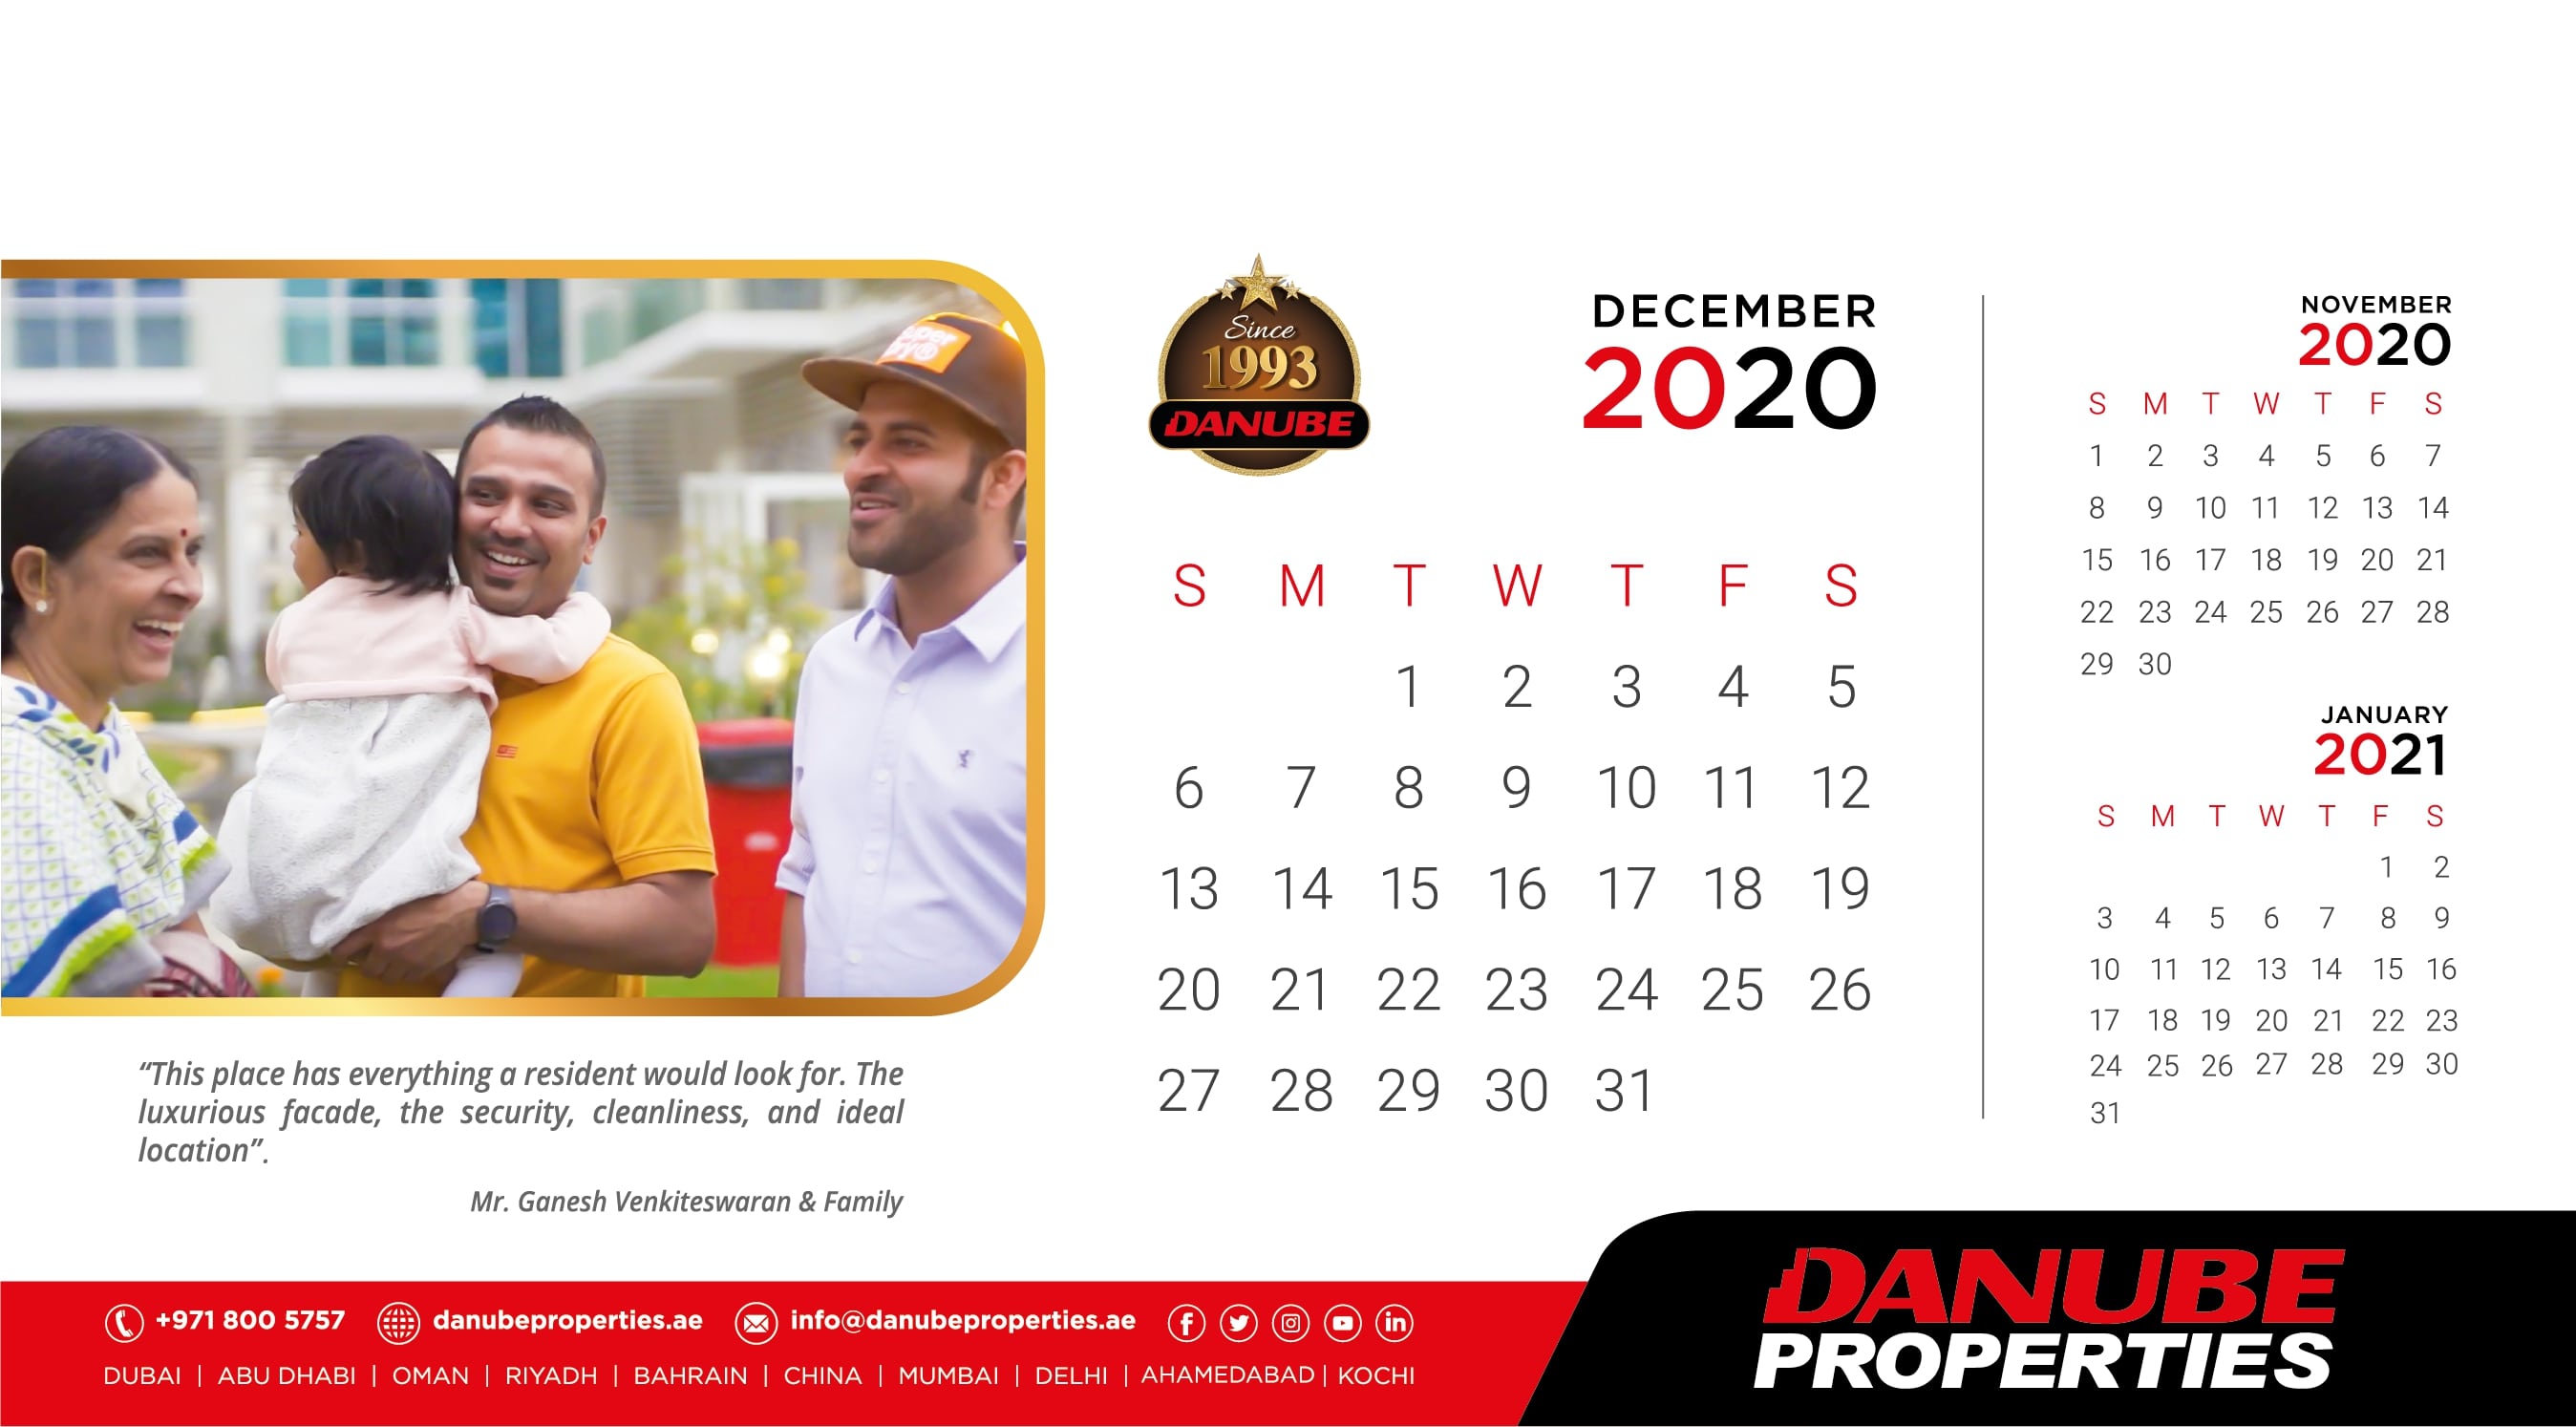 Since
1993
DANUBE
DECEMBER
2020
S M T W T F S
1 2 3 4 5
6 7 8 9 10 11 12
13 14 15 16 17 18 19
20 21 22 23 24 25 26
27 28 29 30 31
NOVEMBER
2020
S M T W T F S
1 2 3 4 5 6 7
8 9 10 11 12 13 14
15 16 17 18 19 20 21
22 23 24 25 26 27 28
29 30
JANUARY
2021
S M T W T F S
1 2
3 4 5 6 7 8 9
10 11 12 13 14 15 16
17 18 19 20 21 22 23
24 25 26 27 28 29 30
31
“This place has everything a resident would look for. The
luxurious facade, the security, cleanliness, and ideal
location”.
Mr. Ganesh Venkiteswaran & Family
+971 800 5757 danubeproperties.ae info@danubeproperties.ae
DUBAI | ABU DHABI | OMAN | RIYADH | BAHRAIN | CHINA | MUMBAI | DELHI | AHAMEDABAD | KOCHI
DANUBE
PROPERTIES